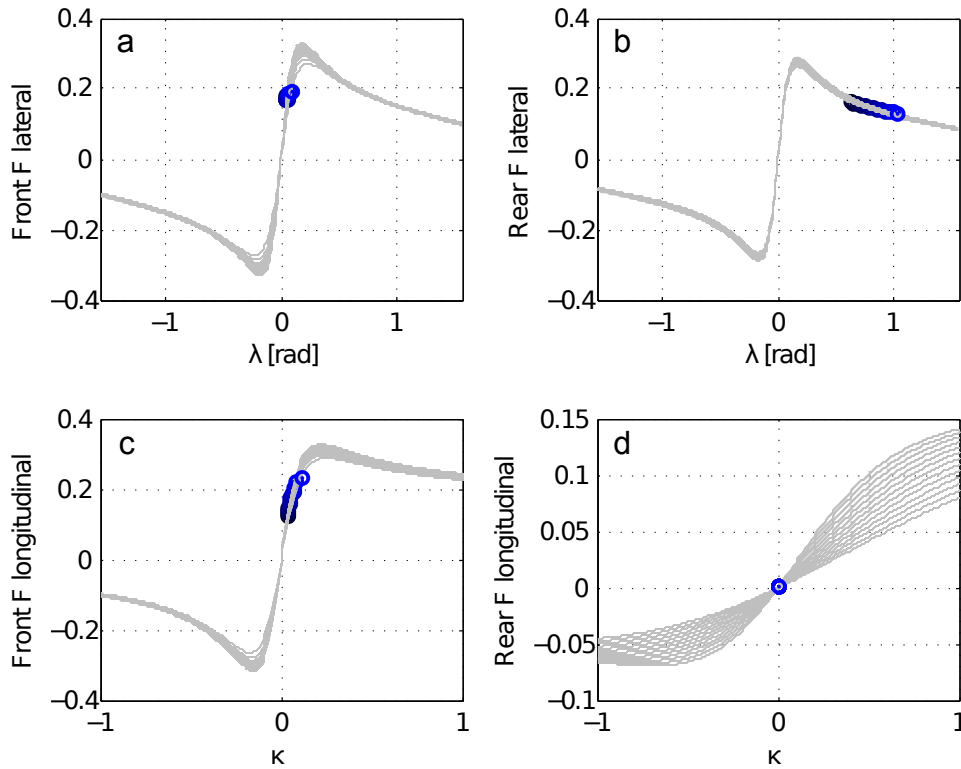 a
Front F lateral
0.4
0.2
0
−0.2
−0.4
−1
0
1
λ [rad]
b
Rear F lateral
0.4
0.2
0
−0.2
−0.4
−1
0
1
λ [rad]
c
Front F longitudinal
0.4
0.2
0
−0.2
−0.4
−1
0
1
κ
d
Rear F longitudinal
0.15
0.1
0.05
0
−0.05
−0.1
−1
0
1
κ